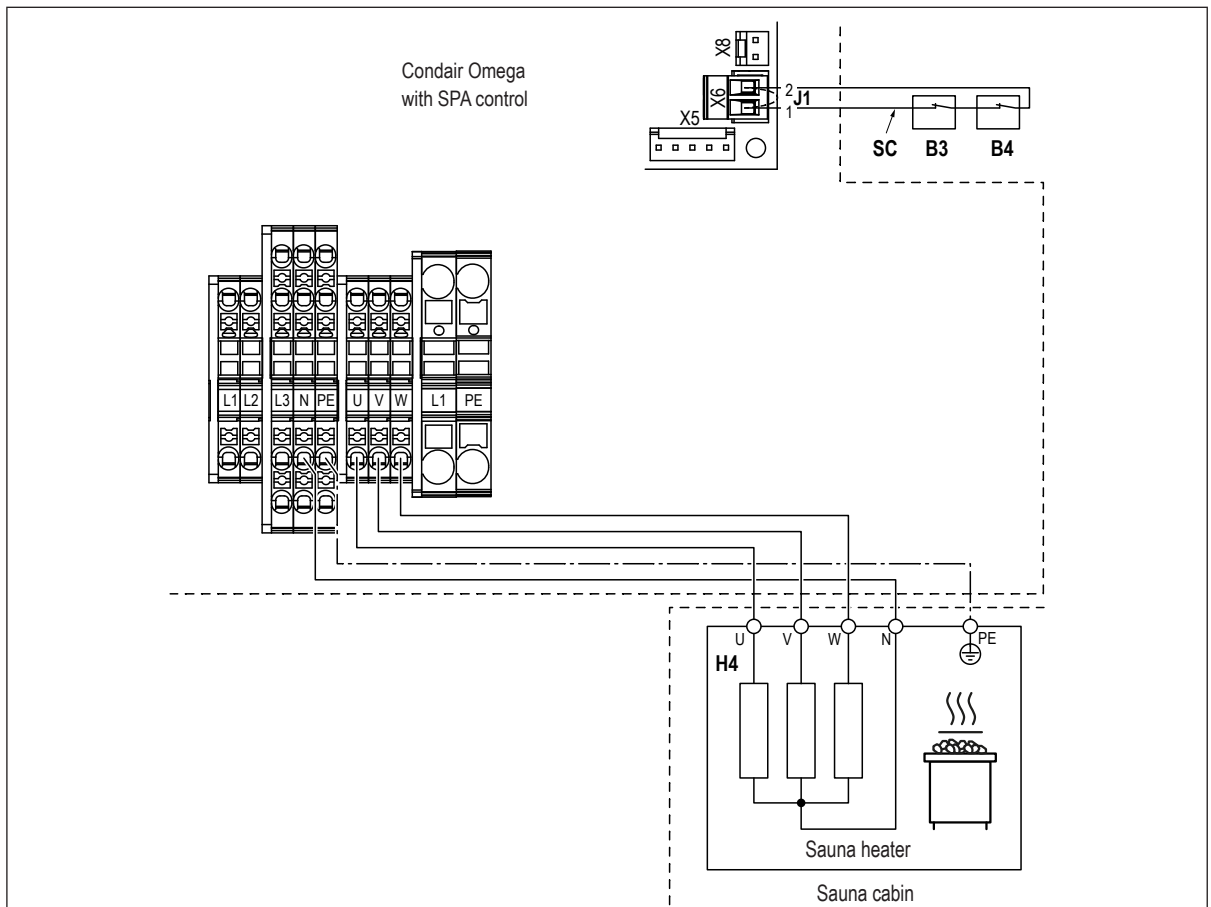 Condair Omega
with SPA control
X8
X6
2
J1
1
X5
SC
B3
B4
L1 L2 L3 N PE U V W L1 PE
U V W N PE
H4
Sauna heater
Sauna cabin